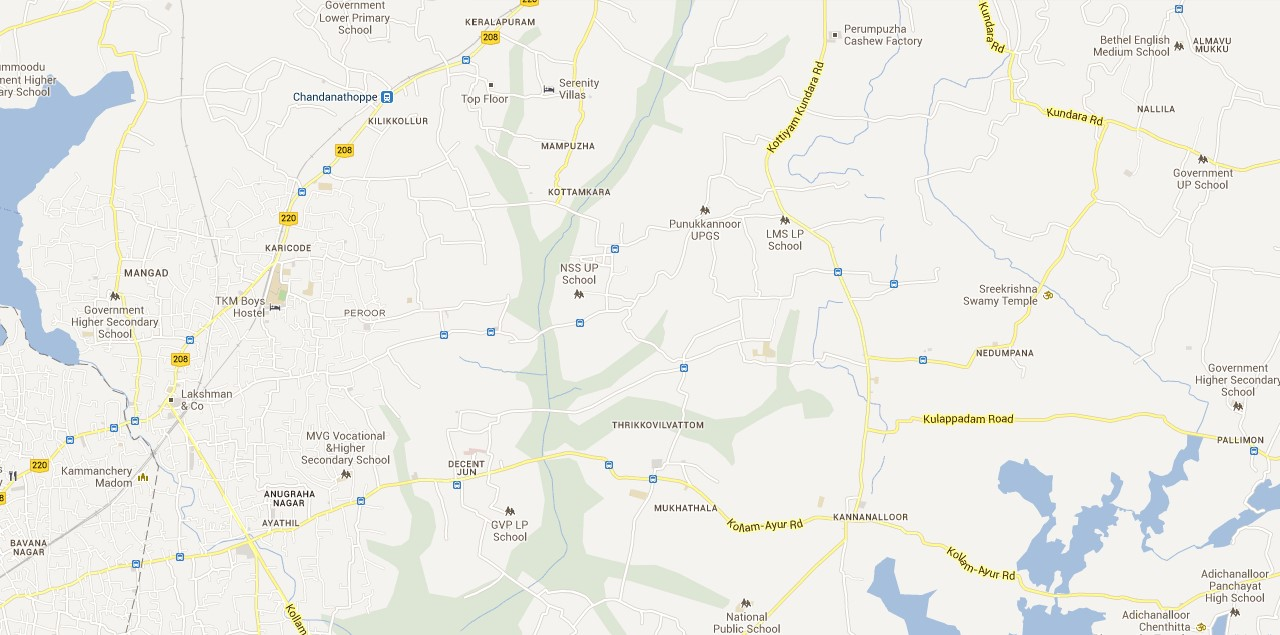 Government
Lower Primary
School
KERALAPURAM
220
208
Kundara Rd
Perumpuzha
Cashew Factory
Bethel English
Medium School
ALMAVU
MUKKU
ment Higher
ary School
Chandanathoppe
Top Floor
Serenity
Villas
Kottiyam Kundara Rd
Kundara Rd
NALLILA
KILIKKOLLUR
208
MAMPUZHA
Government
UP School
KOTTAMKARA
220
Punukkannoor
UPGS
LMS LP
School
KARICODE
MANGAD
NSS UP
School
TKM Boys
Hostel
PEROOR
Government
Higher Secondary
School
Sreekrishna
Swamy Temple
NEDUMPANA
208
Lakshman
& Co
Government
Higher Secondary
School
Kulappadam Road
THRIKKOVILVATTOM
PALLIMON
MVG Vocational
&Higher
Secondary School
220
Kammanchery
Madom
DECENT
JUN
ANUGRAHA
NAGAR
AYATHIL
GVP LP
School
MUKHATHALA
Kollam-Ayur Rd
KANNANALLOOR
BAVANA
NAGAR
Kollam-Ayur Rd
Adichanalloor
Panchayat
High School
Kollam
National
Public School
Adichanalloor
Chenthitta